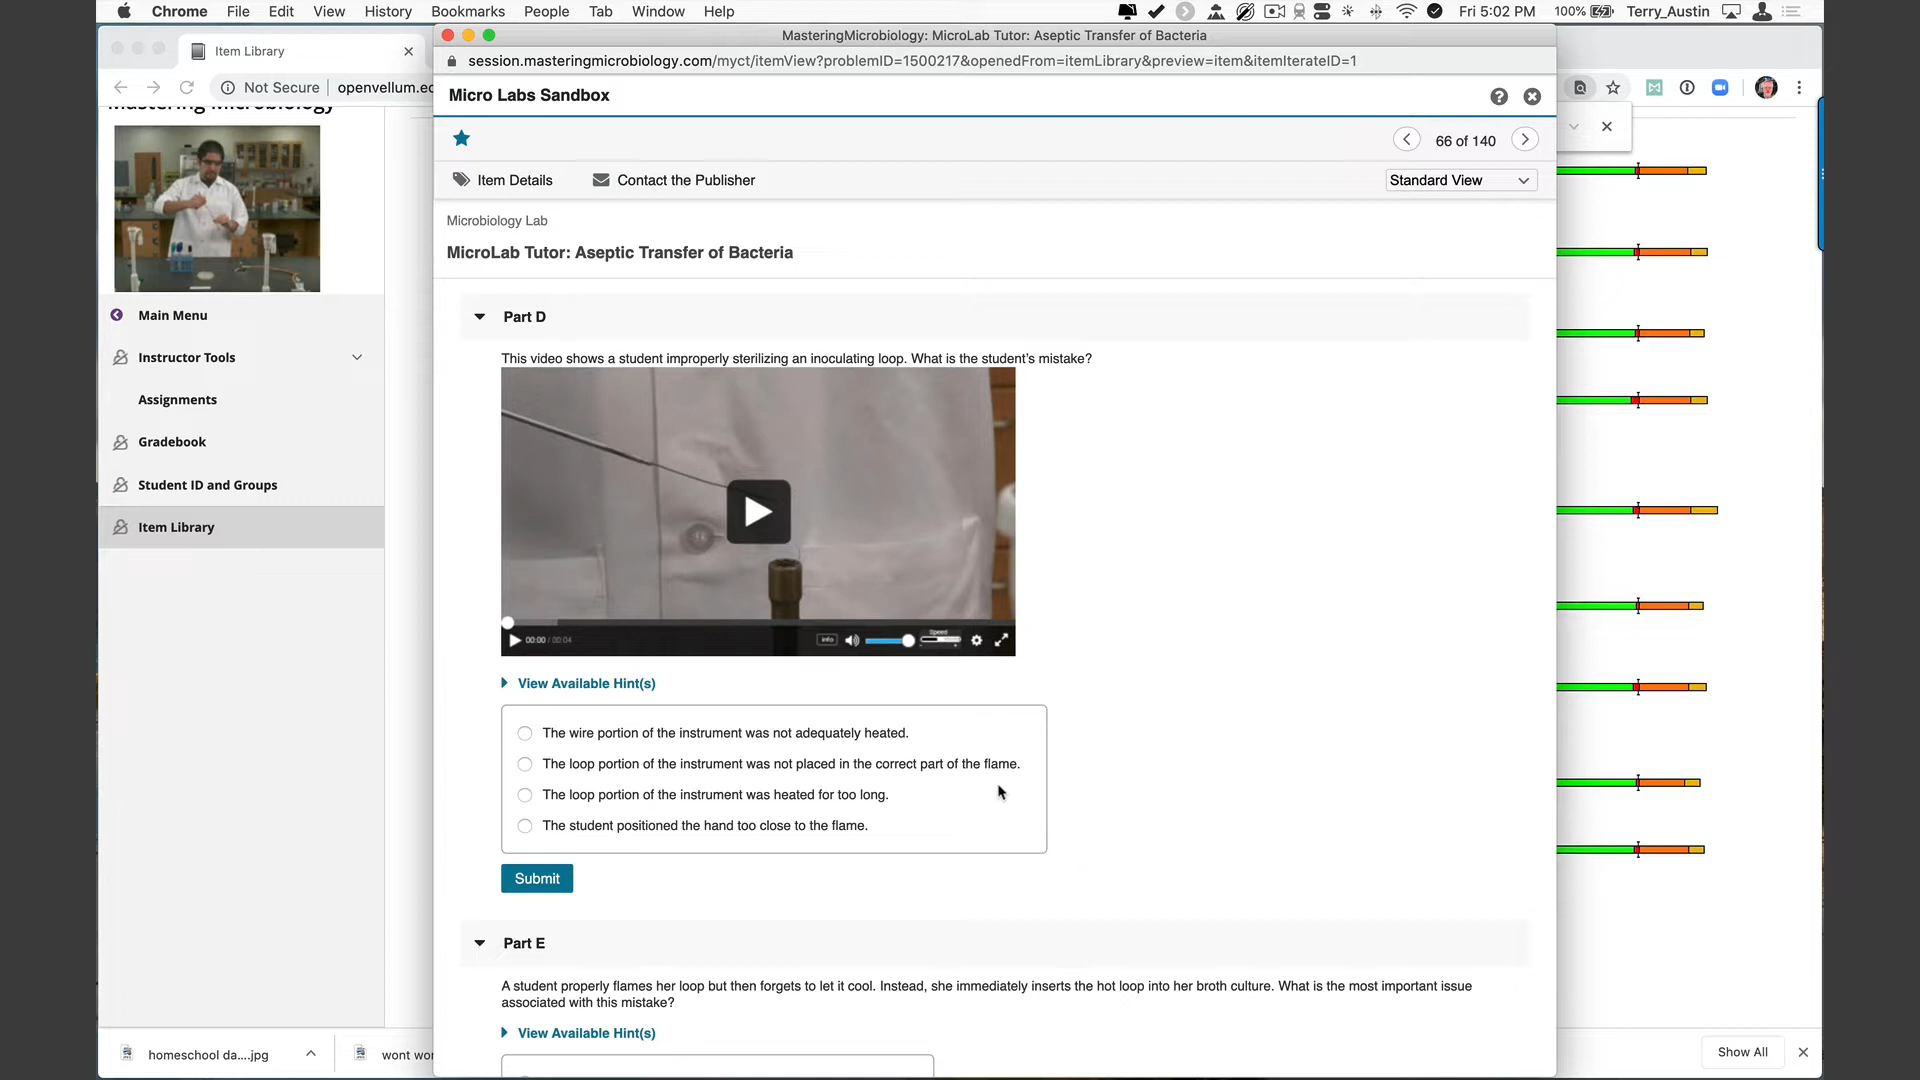 Chrome File Edit View History Bookmarks People Tab Window Help
100% Fri 5:02 PM Terry_Austin
Item Library
MasteringMicrobiology: MicroLab Tutor: Aseptic Transfer of Bacteria
Not Secure openvellum.ec
session.masteringmicrobiology.com/myct/itemView?problemID=1500217&openedFrom=itemLibrary&preview=item&itemIterateID=1
Mastering Microbiology
Micro Labs Sandbox
66 of 140
Item Details
Contact the Publisher
Standard View
Microbiology Lab
MicroLab Tutor: Aseptic Transfer of Bacteria
Main Menu
Instructor Tools
Assignments
Gradebook
Student ID and Groups
Item Library
Part D
This video shows a student improperly sterilizing an inoculating loop. What is the student's mistake?
00:00 / 00:04
info
Speed
View Available Hint(s)
The wire portion of the instrument was not adequately heated.
The loop portion of the instrument was not placed in the correct part of the flame.
The loop portion of the instrument was heated for too long.
The student positioned the hand too close to the flame.
Submit
Part E
A student properly flames her loop but then forgets to let it cool. Instead, she immediately inserts the hot loop into her broth culture. What is the most important issue
associated with this mistake?
View Available Hint(s)
homeschool da....jpg
wont wor
Show All